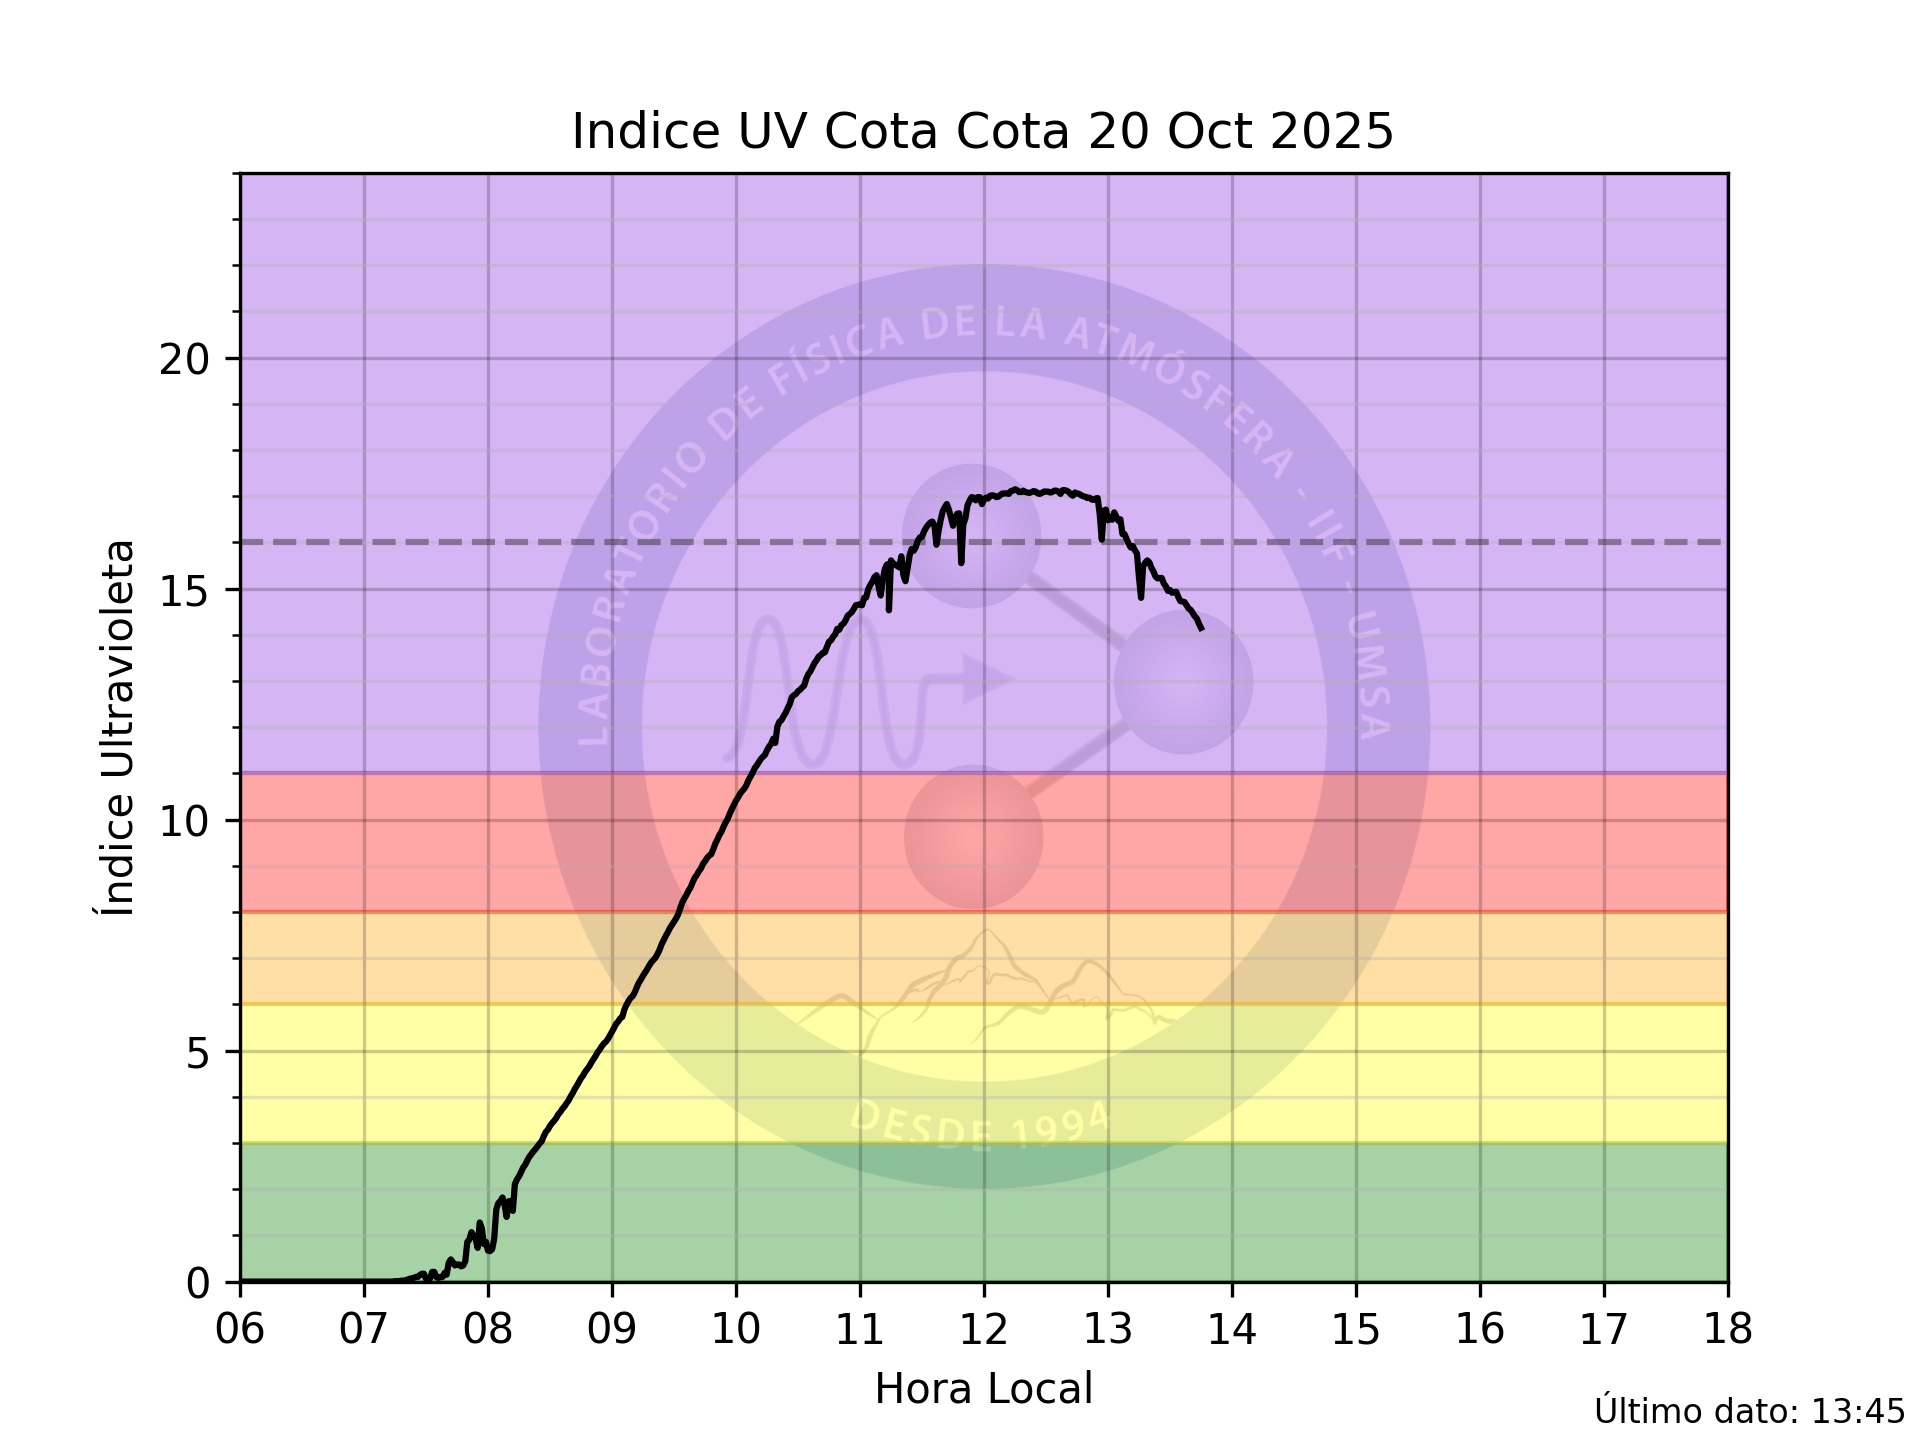 Indice UV Cota Cota 20 Oct 2025
LABORATORIO DE FÍSICA DE LA ATMÓSFERA - IIF - UMSA
DESDE 1994
Índice Ultravioleta
20
15
10
5
0
06 07 08 09 10 11 12 13 14 15 16 17 18
Hora Local
Último dato: 13:45